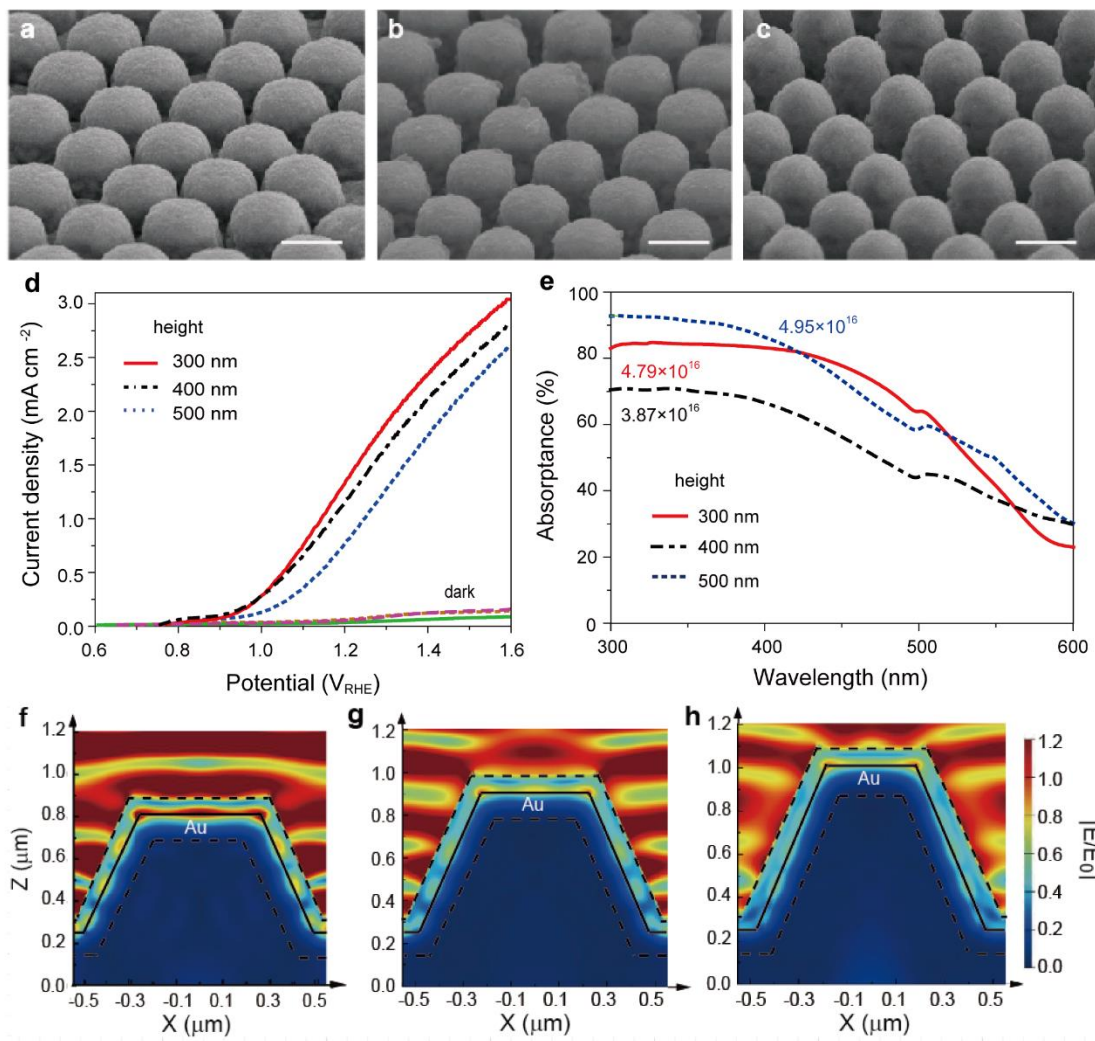 a
b
c
d
3.0
2.5
2.0
1.5
1.0
0.5
0.0
Current density (mA cm⁻²)
height
300 nm
400 nm
500 nm
dark
0.6 0.8 1.0 1.2 1.4 1.6
Potential (V_RHE)
e
100
80
60
40
20
0
Absorptance (%)
4.95×10¹⁶
4.79×10¹⁶
3.87×10¹⁶
height
300 nm
400 nm
500 nm
300 400 500 600
Wavelength (nm)
f
1.2
1.0
0.8
0.6
0.4
0.2
0.0
Z (μm)
Au
-0.5 -0.3 -0.1 0.1 0.3 0.5
X (μm)
g
1.2
1.0
0.8
0.6
0.4
0.2
0.0
Au
-0.5 -0.3 -0.1 0.1 0.3 0.5
X (μm)
h
1.2
1.0
0.8
0.6
0.4
0.2
0.0
Au
-0.5 -0.3 -0.1 0.1 0.3 0.5
X (μm)
1.2
1.0
0.8
0.6
0.4
0.2
0.0
|E/E₀|